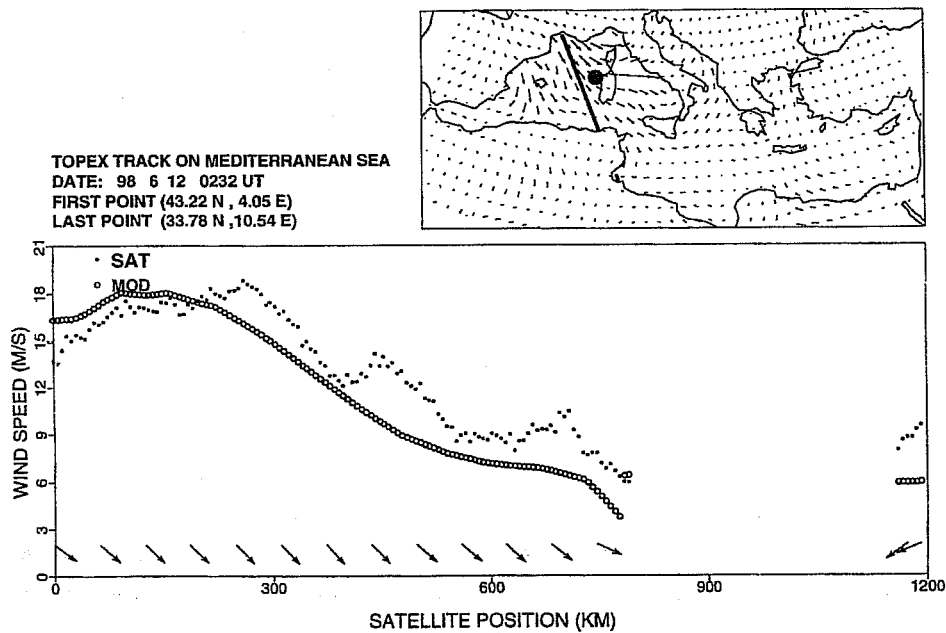 TOPEX TRACK ON MEDITERRANEAN SEA
DATE: 98 6 12 0232 UT
FIRST POINT (43.22 N , 4.05 E)
LAST POINT (33.78 N ,10.54 E)
SAT
MOD
21
18
15
12
9
6
3
0
WIND SPEED (M/S)
0 300 600 900 1200
SATELLITE POSITION (KM)